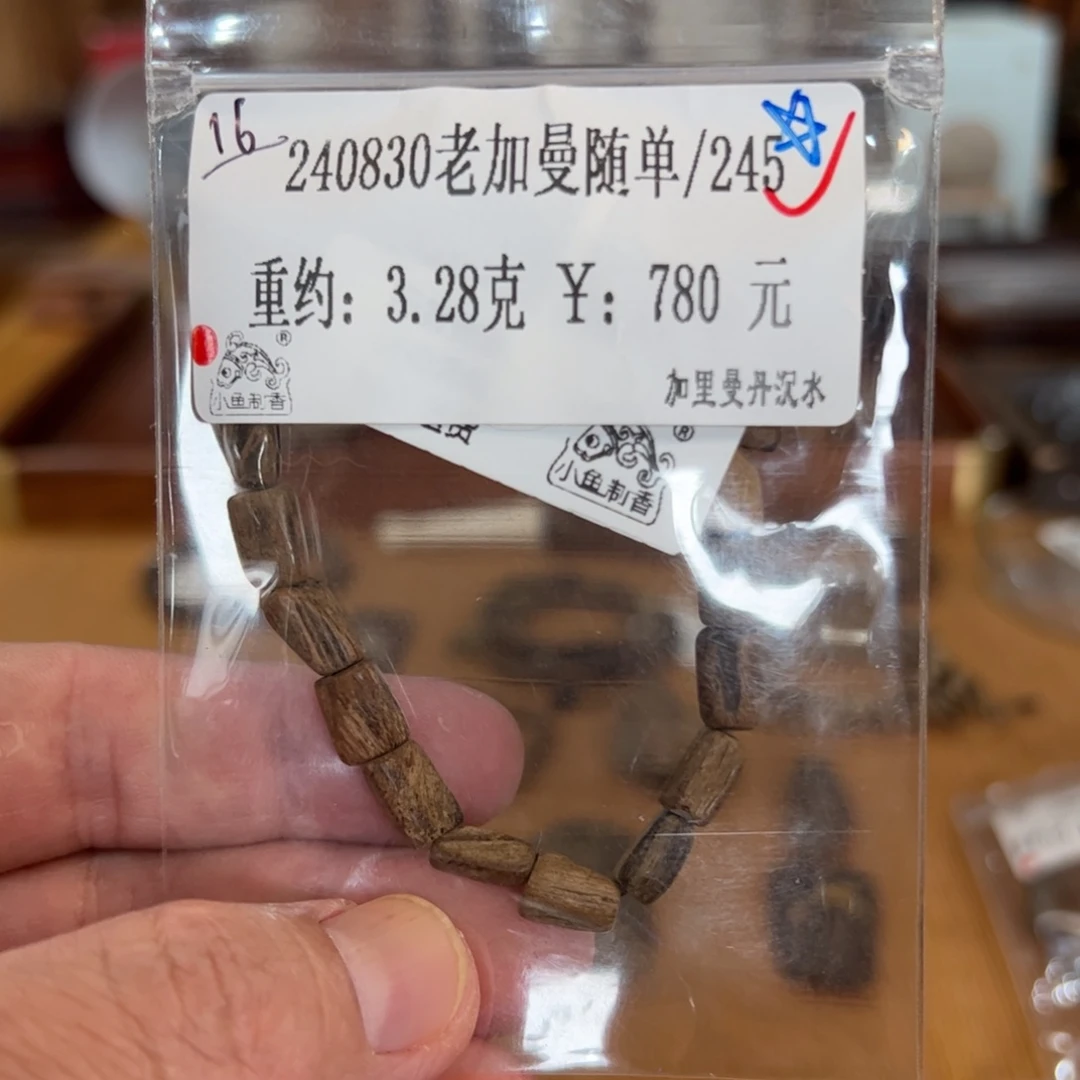 16
240830老加曼随单/245
重约: 3.28克 ¥: 780 元
®
小鱼制香
加里曼丹沉水
®
小鱼制香